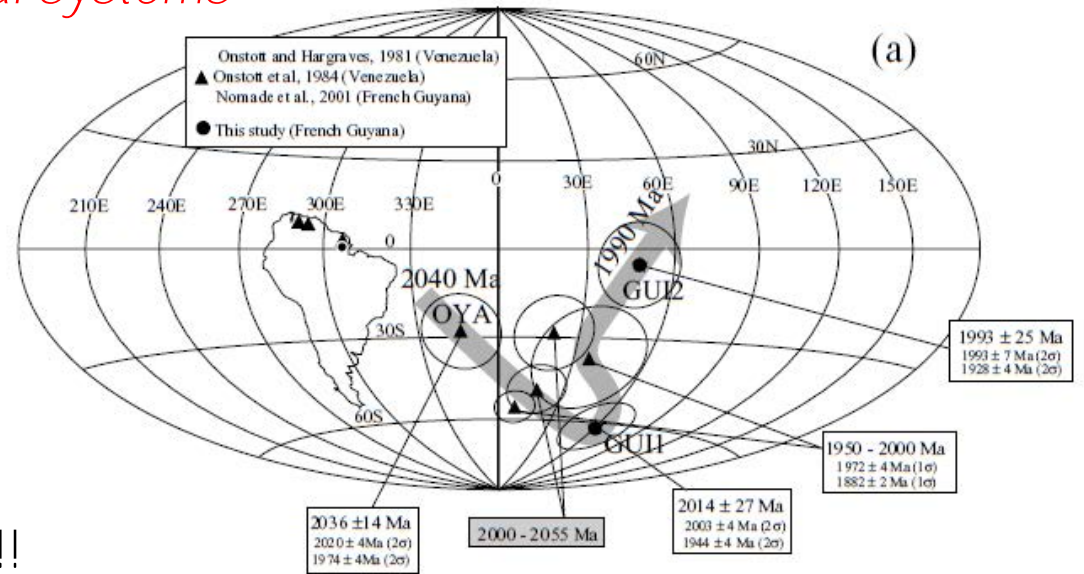 (a)
Onstott and Hargraves, 1981 (Venezuela)
Onstott et al, 1984 (Venezuela)
Nomade et al., 2001 (French Guyana)
This study (French Guyana)
60N
30N
0
30E
60E
90E
120E
150E
210E
240E
270E
300E
330E
0
1990 Ma
2040 Ma
GUI2
OYA
30S
60S
GUI1
1993 ± 25 Ma
1993 ± 7 Ma (2σ)
1928 ± 4 Ma (2σ)
1950 - 2000 Ma
1972 ± 4 Ma (1σ)
1882 ± 2 Ma (1σ)
2014 ± 27 Ma
2003 ± 4 Ma (2σ)
1944 ± 4 Ma (2σ)
2036 ±14 Ma
2020 ± 4Ma (2σ)
1974 ± 4Ma (2σ)
2000 - 2055 Ma
!!